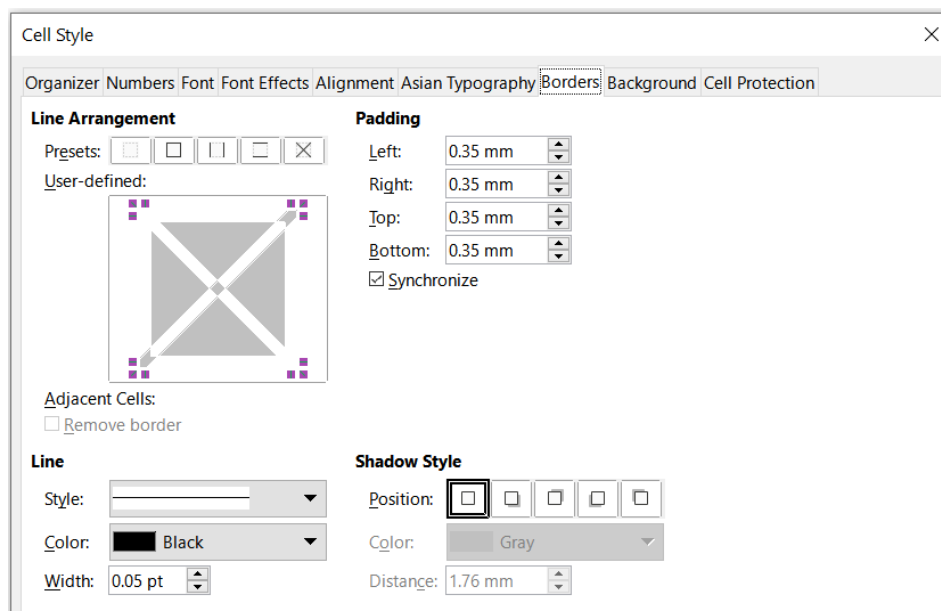 Cell Style
Organizer Numbers Font Font Effects Alignment Asian Typography Borders Background Cell Protection
Line Arrangement
Presets:
User-defined:
Adjacent Cells:
Remove border
Padding
Left: 0.35 mm
Right: 0.35 mm
Top: 0.35 mm
Bottom: 0.35 mm
Synchronize
Line
Style:
Color: Black
Width: 0.05 pt
Shadow Style
Position:
Color: Gray
Distance: 1.76 mm